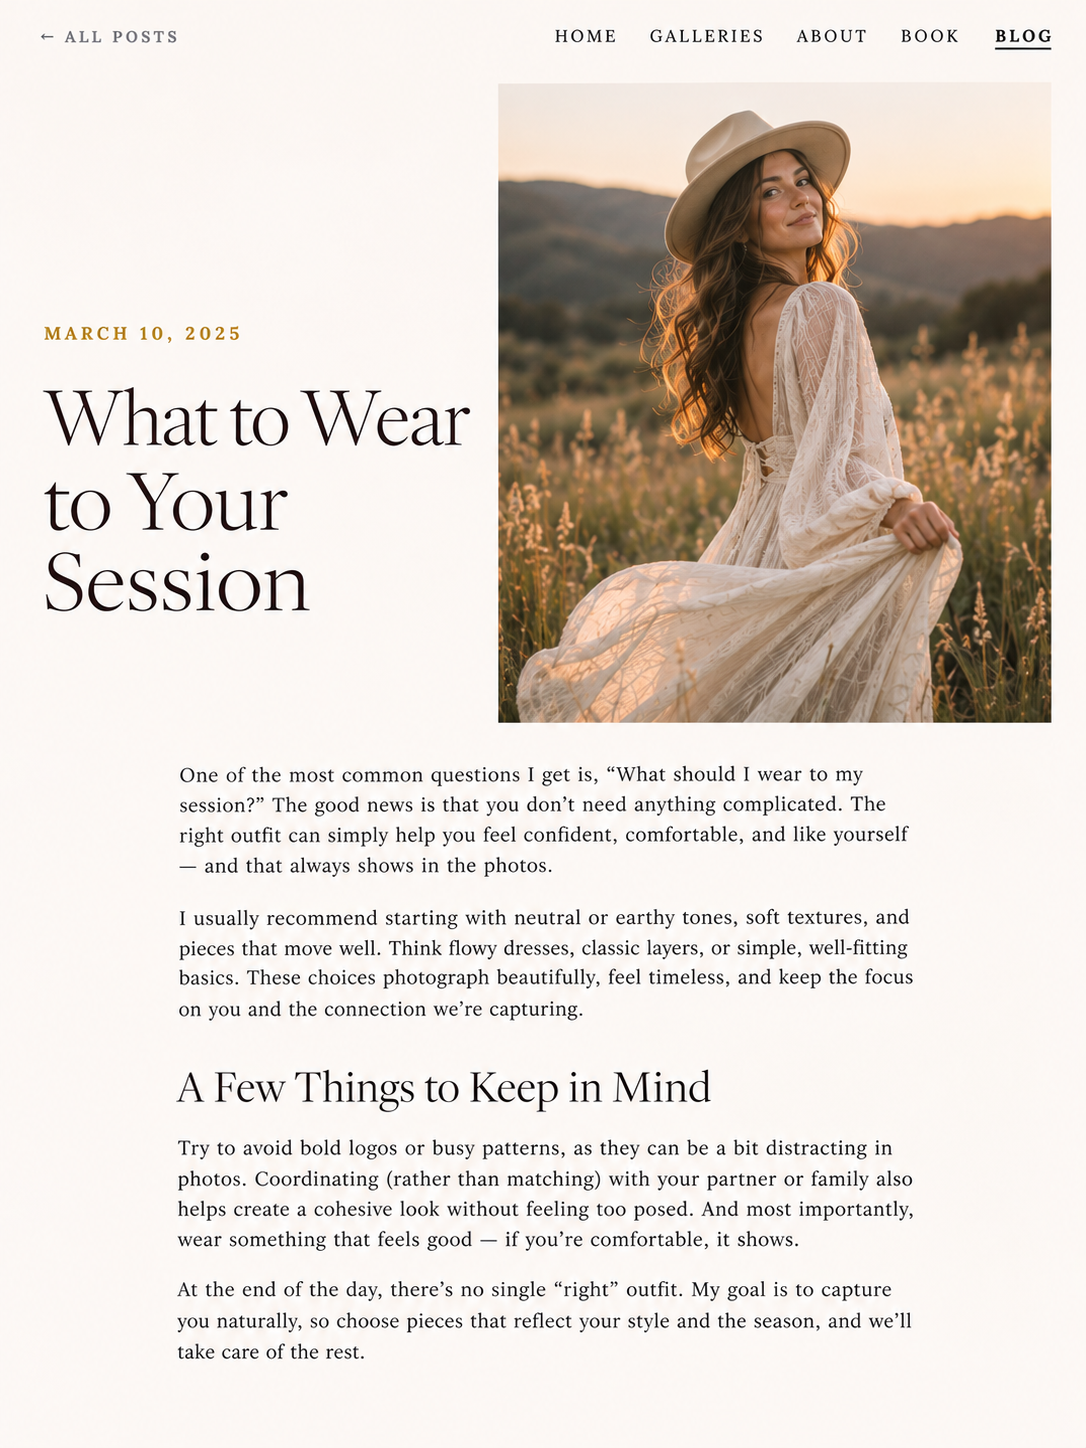 ← ALL POSTS
HOME GALLERIES ABOUT BOOK BLOG
MARCH 10, 2025
What to Wear
to Your
Session
One of the most common questions I get is, “What should I wear to my
session?” The good news is that you don’t need anything complicated. The
right outfit can simply help you feel confident, comfortable, and like yourself
— and that always shows in the photos.
I usually recommend starting with neutral or earthy tones, soft textures, and
pieces that move well. Think flowy dresses, classic layers, or simple, well-fitting
basics. These choices photograph beautifully, feel timeless, and keep the focus
on you and the connection we’re capturing.
A Few Things to Keep in Mind
Try to avoid bold logos or busy patterns, as they can be a bit distracting in
photos. Coordinating (rather than matching) with your partner or family also
helps create a cohesive look without feeling too posed. And most importantly,
wear something that feels good — if you’re comfortable, it shows.
At the end of the day, there’s no single “right” outfit. My goal is to capture
you naturally, so choose pieces that reflect your style and the season, and we’ll
take care of the rest.